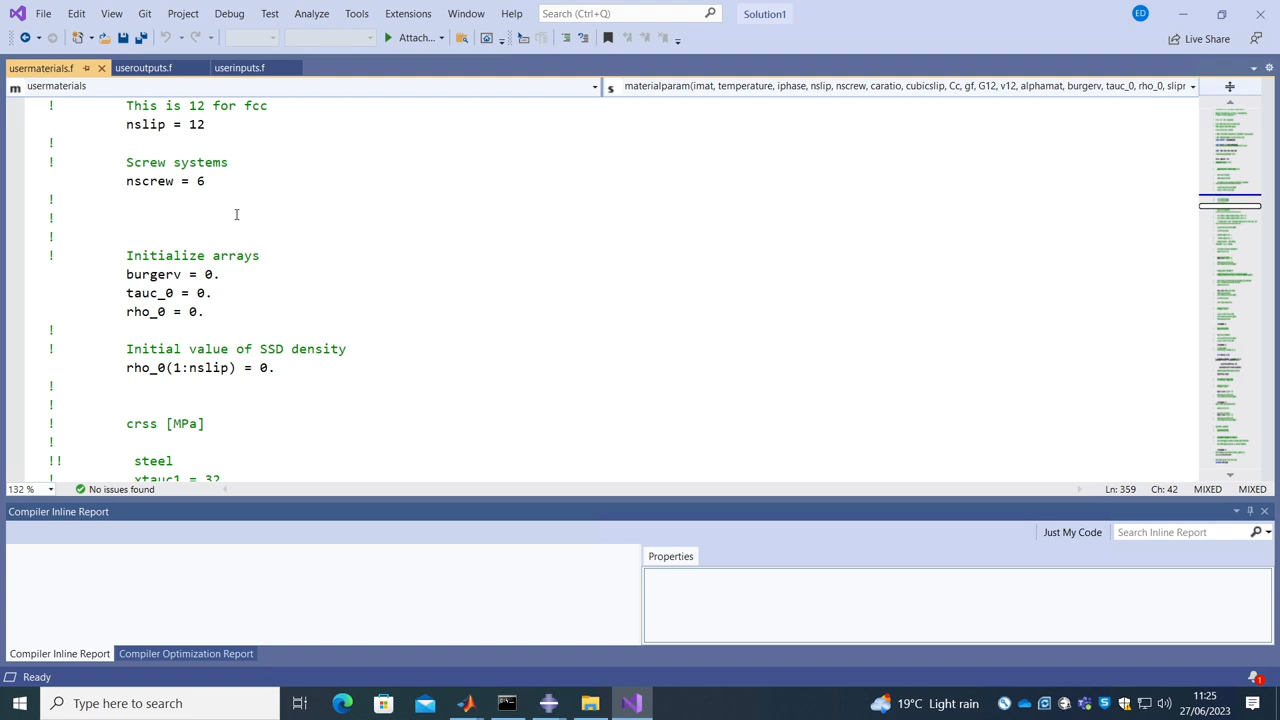 File Edit View Git Project Debug Test Analyze Tools Extensions Window Help Search (Ctrl+Q) Solution1 ED
Attach... Live Share
usermaterials.f useroutputs.f userinputs.f
usermaterials materialparam(imat, temperature, iphase, nslip, nscrew, caratio, cubicslip, Cc, gf, G12, v12, alphamat, burgerv, tauc_0, rho_0, slipr
! This is 12 for fcc
nslip = 12
!
! Screw systems
nscrew = 6
!
!
!
! Initialize arrays
burgerv = 0.
tauc_0 = 0.
rho_0 = 0.
!
! Initial value of SSD density
rho_0(1:nslip) = 0.
!
!
! crss [MPa]
!
!! steel
! xtauc1 = 32
132 % No issues found Ln: 359 Ch: 42 MIXED MIXED
Compiler Inline Report
Just My Code Search Inline Report
Properties
Compiler Inline Report Compiler Optimization Report
Ready 1
Type here to search 19°C Light rain 11:25
27/06/2023